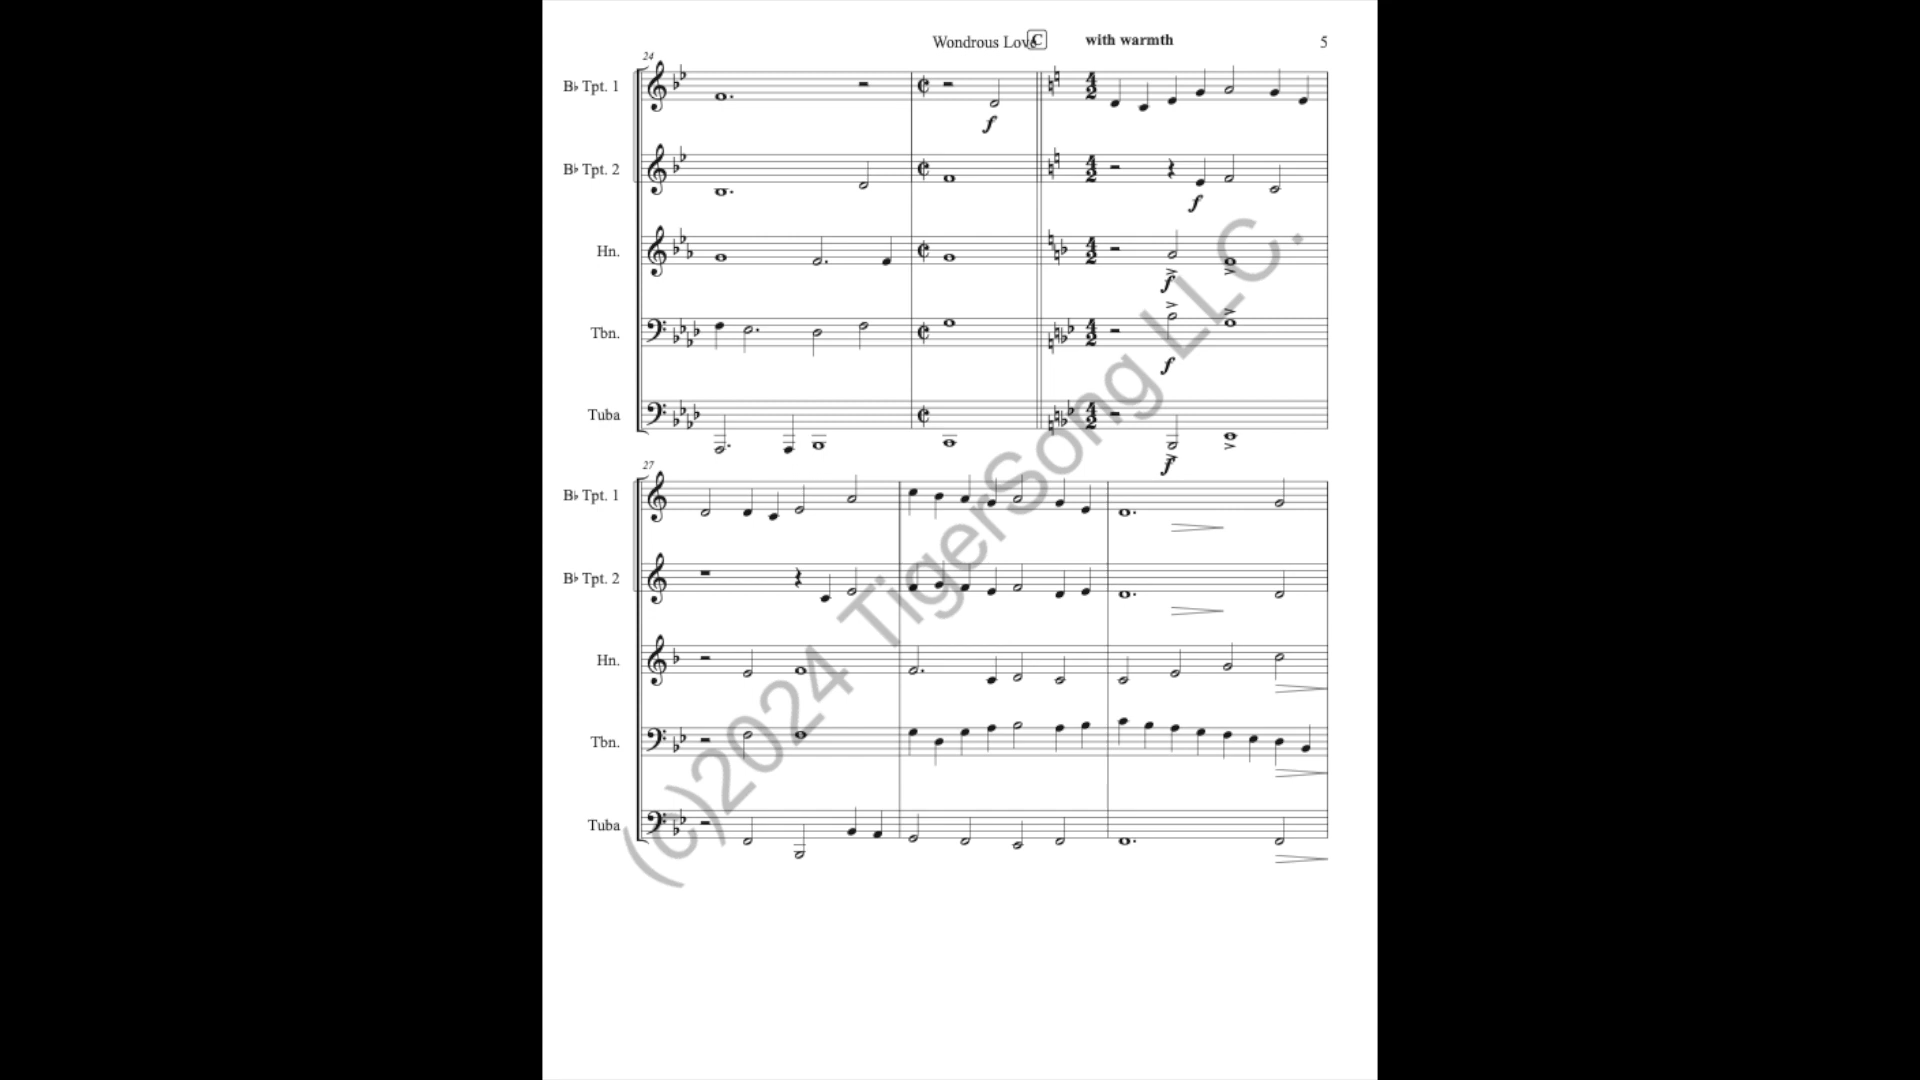 Wondrous Love C with warmth 5
24
B♭ Tpt. 1
f
B♭ Tpt. 2
f
Hn.
f
Tbn.
f
Tuba
f
27
B♭ Tpt. 1
B♭ Tpt. 2
Hn.
Tbn.
Tuba
(c)2024 TigerSong LLC.